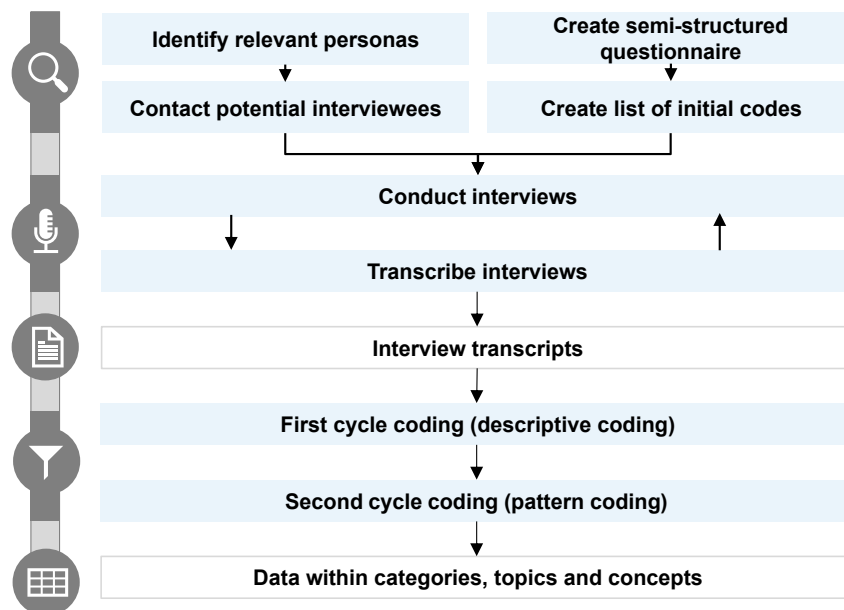 Identify relevant personas
Create semi-structured
questionnaire
Contact potential interviewees
Create list of initial codes
Conduct interviews
Transcribe interviews
Interview transcripts
First cycle coding (descriptive coding)
Second cycle coding (pattern coding)
Data within categories, topics and concepts